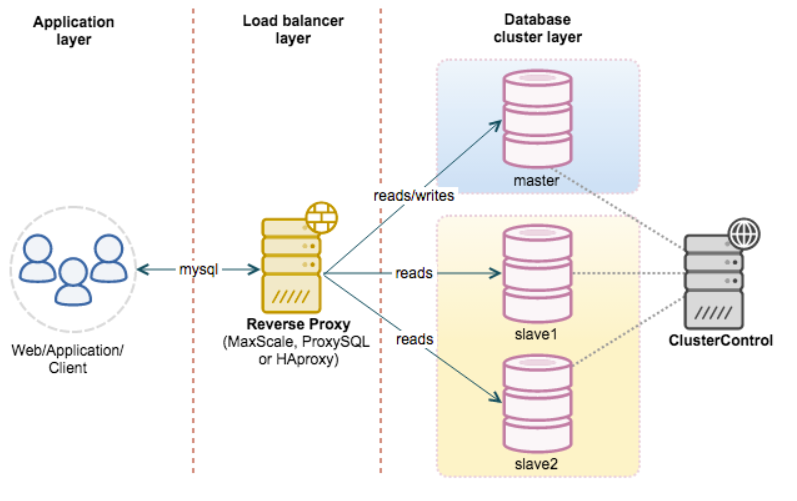 Application
layer
Load balancer
layer
Database
cluster layer
master
reads/writes
mysql
reads
Reverse Proxy
(MaxScale, ProxySQL
or HAproxy)
slave1
ClusterControl
Web/Application/
Client
reads
slave2